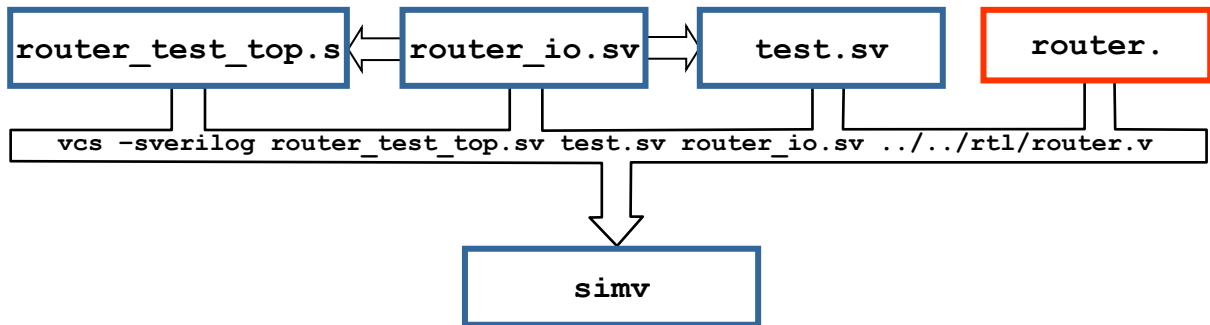 router_test_top.s router_io.sv test.sv router.
vcs –sverilog router_test_top.sv test.sv router_io.sv ../../rtl/router.v
simv